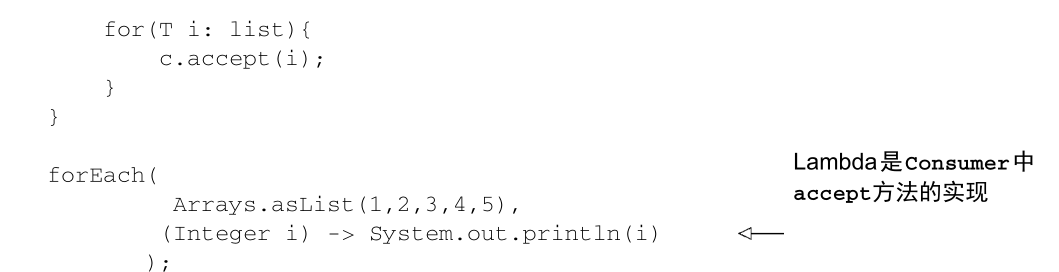 for(T i: list){
c.accept(i);
}
}
forEach(
Arrays.asList(1,2,3,4,5),
(Integer i) -> System.out.println(i)
);
Lambda是Consumer中
accept方法的实现